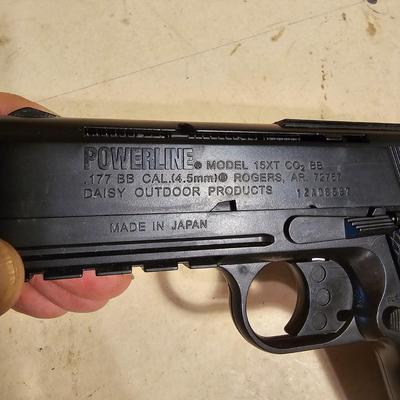 POWERLINE® MODEL 15XT CO₂ BB
.177 BB CAL.(4.5mm)® ROGERS, AR. 72757
DAISY OUTDOOR PRODUCTS 12A08587
MADE IN JAPAN